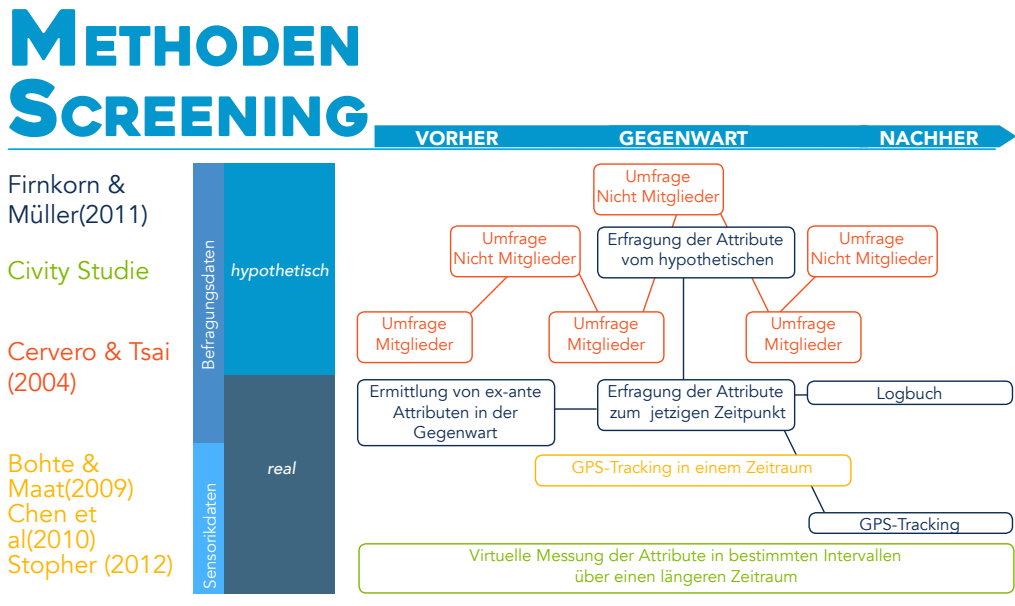 METHODEN
SCREENING
VORHER GEGENWART NACHHER
Firnkorn &
Müller(2011)
Civity Studie
Cervero & Tsai
(2004)
Bohte &
Maat(2009)
Chen et
al(2010)
Stopher (2012)
Befragungsdaten
Sensorikdaten
hypothetisch
real
Umfrage
Nicht Mitglieder
Umfrage
Nicht Mitglieder
Erfragung der Attribute
vom hypothetischen
Umfrage
Nicht Mitglieder
Umfrage
Mitglieder
Umfrage
Mitglieder
Umfrage
Mitglieder
Ermittlung von ex-ante
Attributen in der
Gegenwart
Erfragung der Attribute
zum jetzigen Zeitpunkt
Logbuch
GPS-Tracking in einem Zeitraum
GPS-Tracking
Virtuelle Messung der Attribute in bestimmten Intervallen
über einen längeren Zeitraum